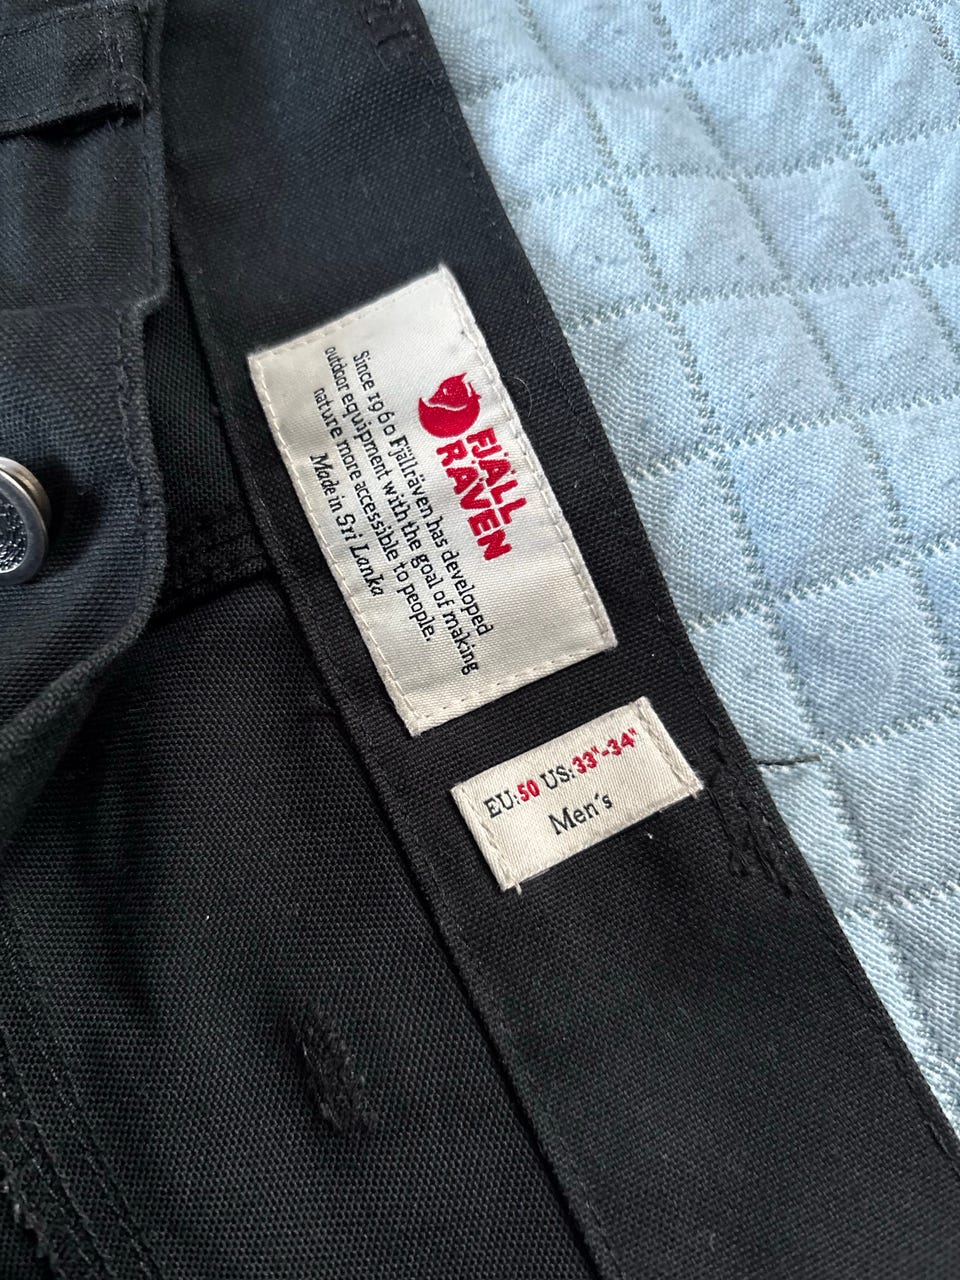 FJÄLL
RÄVEN
Since 1960 Fjällräven has developed
outdoor equipment with the goal of making
nature more accessible to people.
Made in Sri Lanka
EU:50 US:33"-34"
Men´s